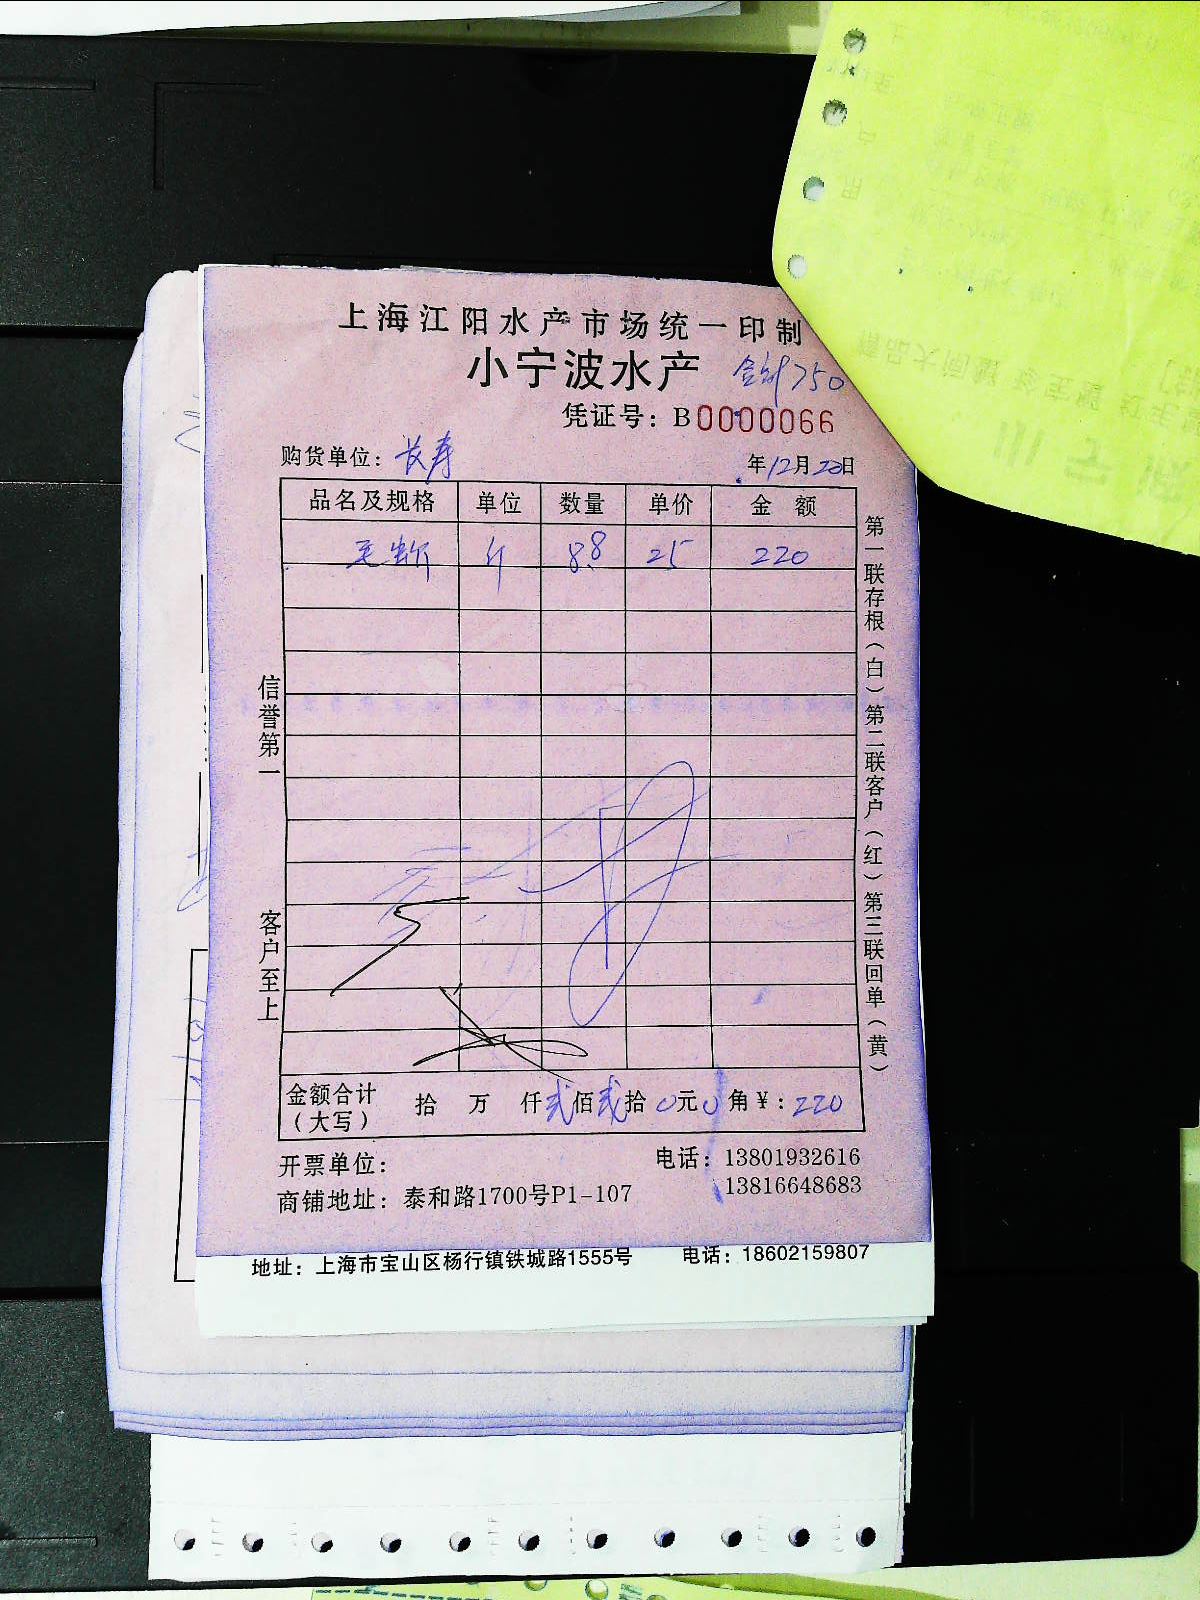 上海江阳水产市场统一印制
小宁波水产
750
凭证号：B0000066
购货单位：长寿
年12月20日
品名及规格 单位 数量 单价 金额
斤 8.8 25 220
信誉第一
客户至上
第一联存根（白）第二联客户（红）第三联回单（黄）
金额合计（大写） 拾 万 仟贰佰贰拾0元0角￥：220
开票单位：
电话：13801932616
13816648683
商铺地址：泰和路1700号P1-107
地址：上海市宝山区杨行镇铁城路1555号 电话：18602159807